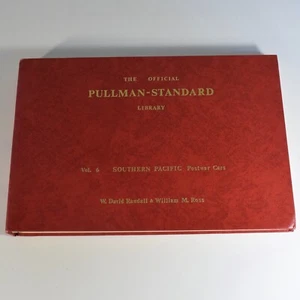 THE OFFICIAL
PULLMAN-STANDARD
LIBRARY
Vol. 6 SOUTHERN PACIFIC Postwar Cars
W. David Randall & William M. Ross